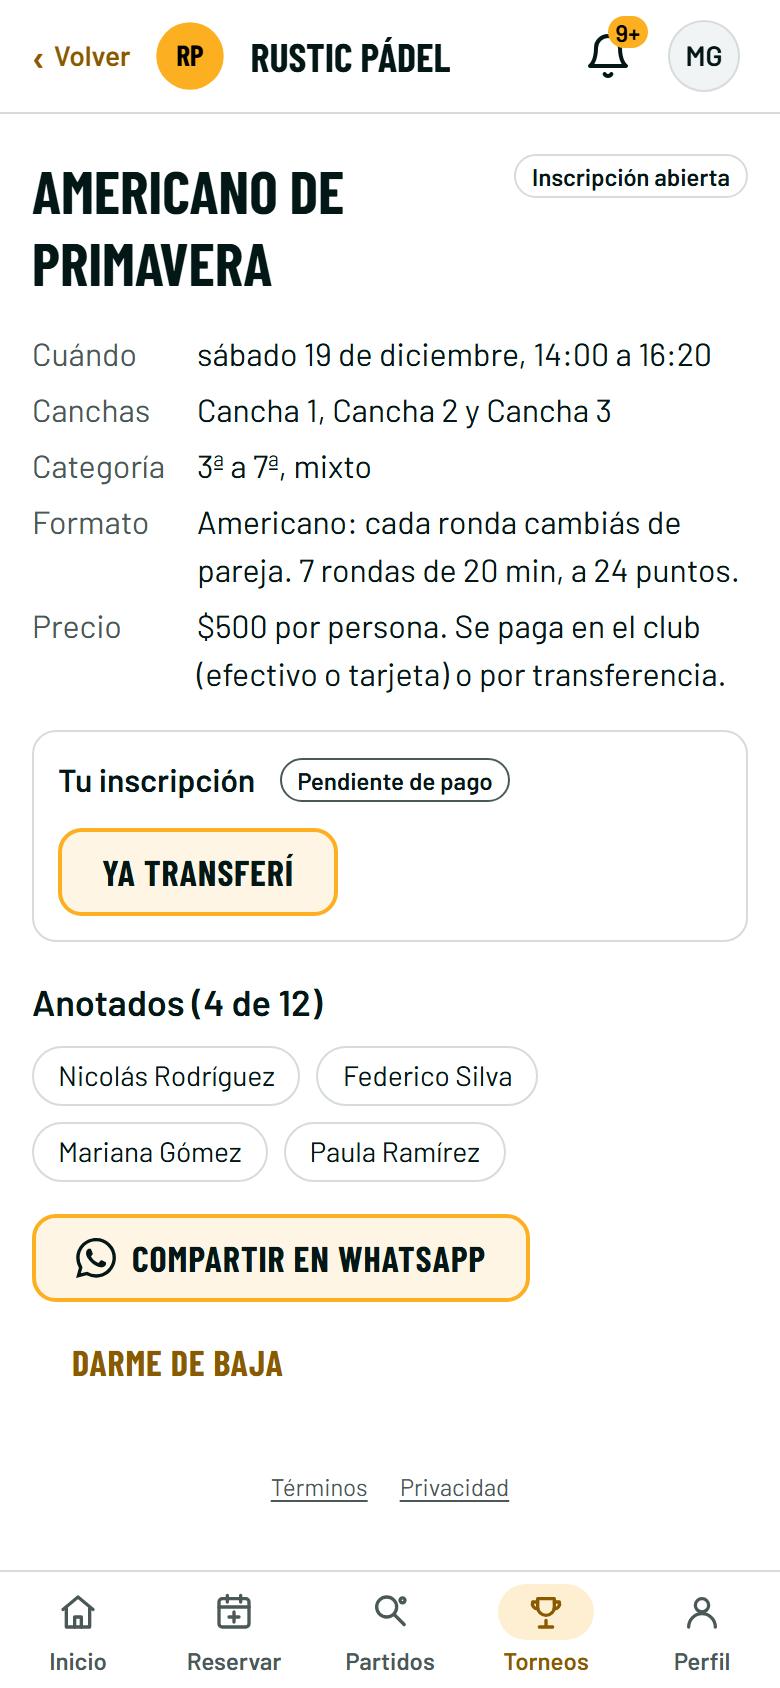 ‹ Volver RP RUSTIC PÁDEL 9+ MG
AMERICANO DE
PRIMAVERA
Inscripción abierta
Cuándo sábado 19 de diciembre, 14:00 a 16:20
Canchas Cancha 1, Cancha 2 y Cancha 3
Categoría 3ª a 7ª, mixto
Formato Americano: cada ronda cambiás de
pareja. 7 rondas de 20 min, a 24 puntos.
Precio $500 por persona. Se paga en el club
(efectivo o tarjeta) o por transferencia.
Tu inscripción Pendiente de pago
YA TRANSFERÍ
Anotados (4 de 12)
Nicolás Rodríguez Federico Silva
Mariana Gómez Paula Ramírez
COMPARTIR EN WHATSAPP
DARME DE BAJA
Términos Privacidad
Inicio Reservar Partidos Torneos Perfil